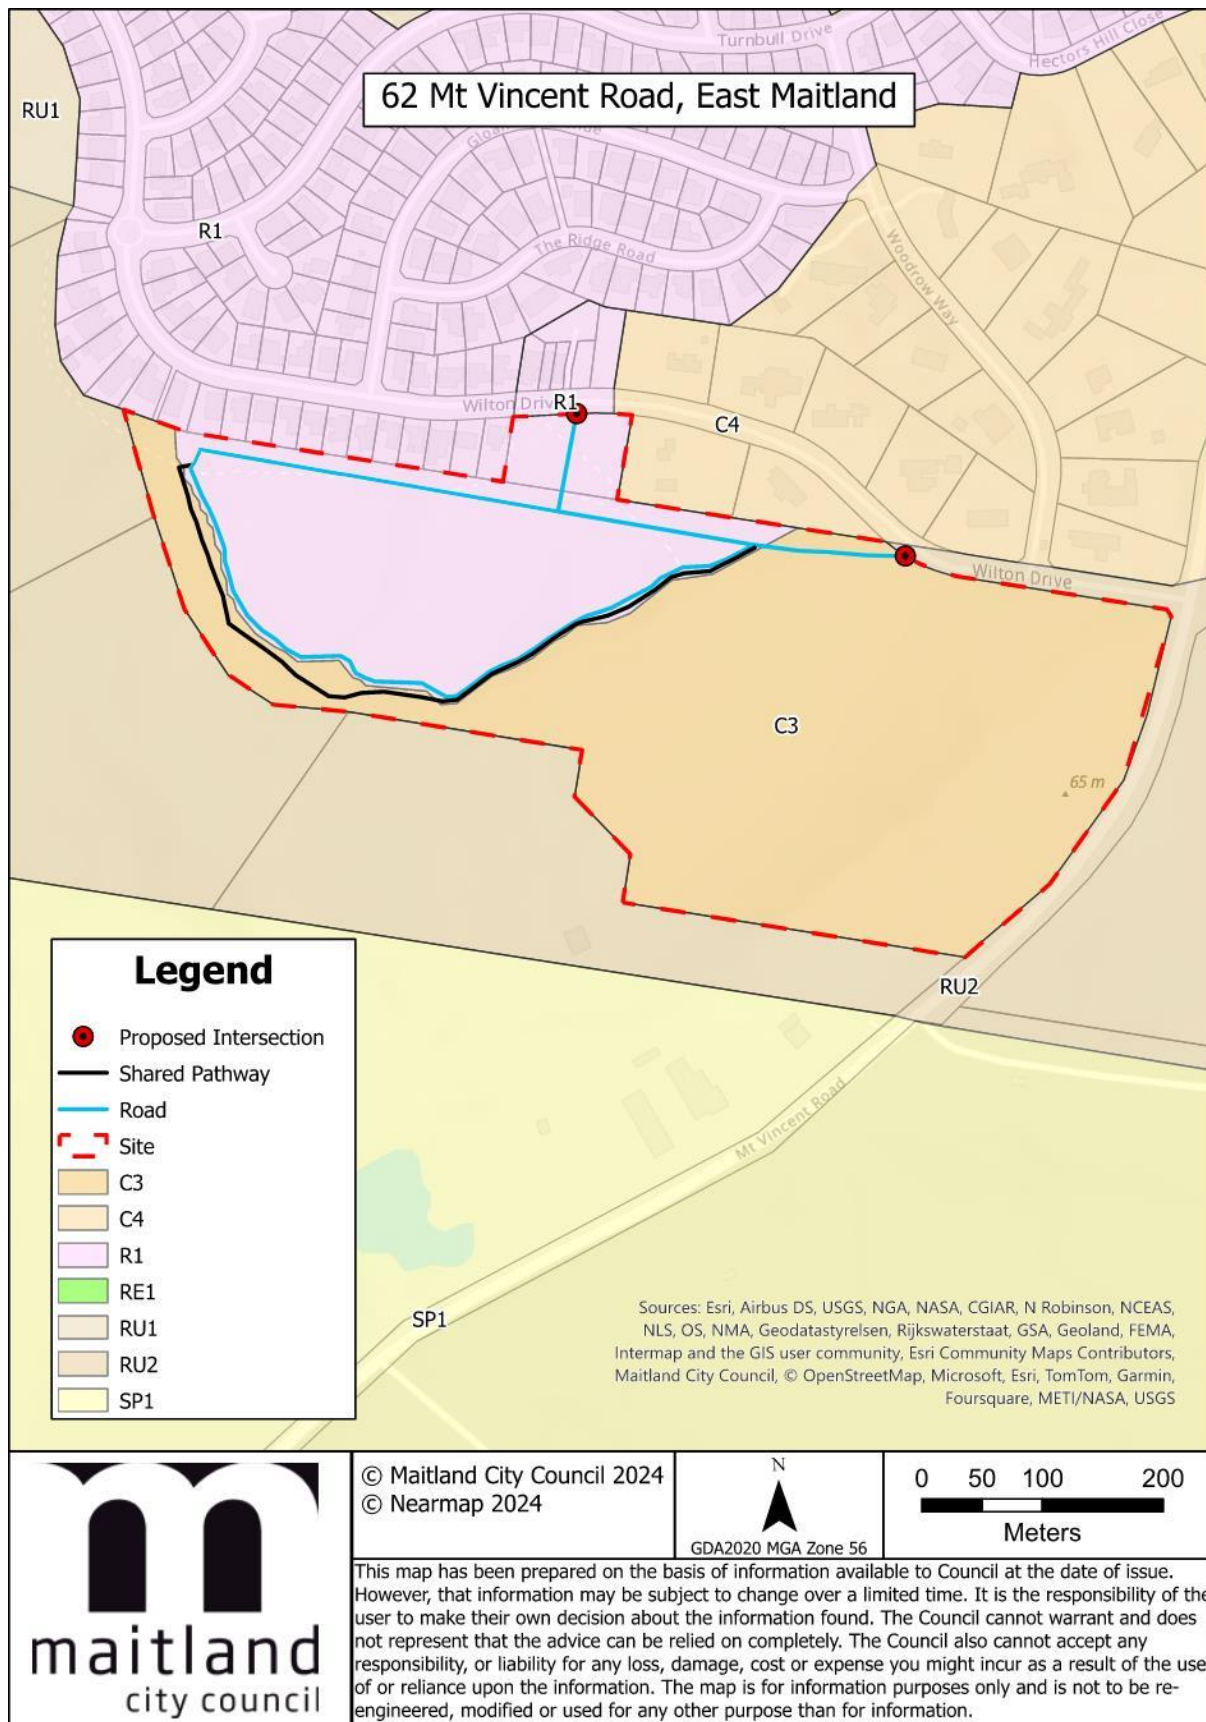 Turnbull Drive
Hectors Hill Close
62 Mt Vincent Road, East Maitland
RU1
R1
The Ridge Road
Woodrow Way
Wilton Drive
R1
C4
Wilton Drive
C3
65 m
RU2
Mt Vincent Road
SP1
Legend
Proposed Intersection
Shared Pathway
Road
Site
C3
C4
R1
RE1
RU1
RU2
SP1
Sources: Esri, Airbus DS, USGS, NGA, NASA, CGIAR, N Robinson, NCEAS,
NLS, OS, NMA, Geodatastyrelsen, Rijkswaterstaat, GSA, Geoland, FEMA,
Intermap and the GIS user community, Esri Community Maps Contributors,
Maitland City Council, © OpenStreetMap, Microsoft, Esri, TomTom, Garmin,
Foursquare, METI/NASA, USGS
maitland
city council
© Maitland City Council 2024
© Nearmap 2024
N
GDA2020 MGA Zone 56
0 50 100 200
Meters
This map has been prepared on the basis of information available to Council at the date of issue.
However, that information may be subject to change over a limited time. It is the responsibility of the
user to make their own decision about the information found. The Council cannot warrant and does
not represent that the advice can be relied on completely. The Council also cannot accept any
responsibility, or liability for any loss, damage, cost or expense you might incur as a result of the use
of or reliance upon the information. The map is for information purposes only and is not to be re-
engineered, modified or used for any other purpose than for information.